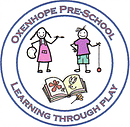 OXENHOPE PRE-SCHOOL
LEARNING THROUGH PLAY